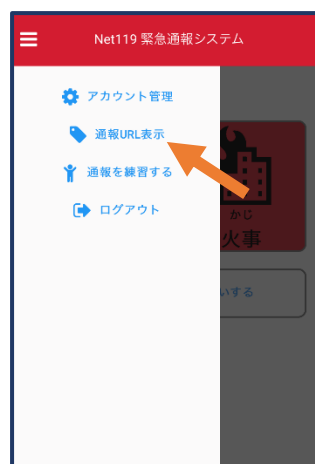 Net119 緊急通報システム
アカウント管理
通報URL表示
通報を練習する
ログアウト
かじ
火事
いする